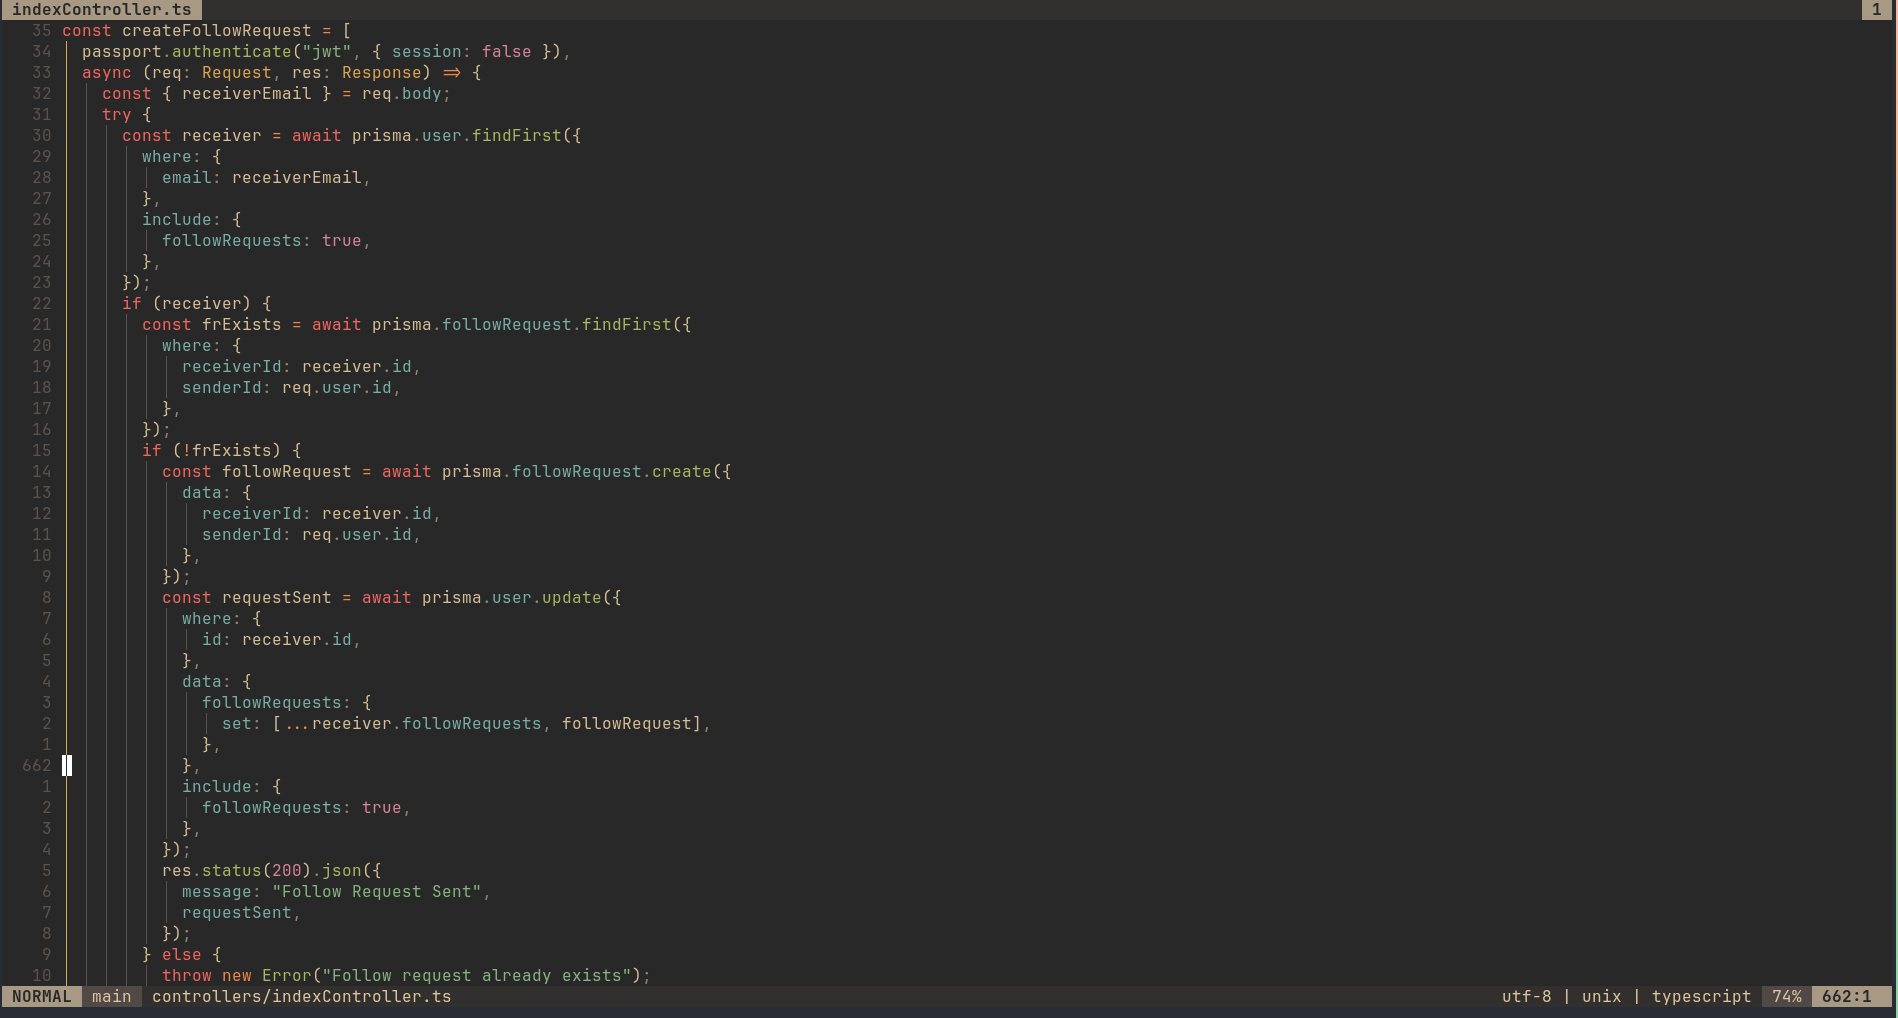 indexController.ts 1
35 const createFollowRequest = [
34 passport.authenticate("jwt", { session: false }),
33 async (req: Request, res: Response) => {
32 const { receiverEmail } = req.body;
31 try {
30 const receiver = await prisma.user.findFirst({
29 where: {
28 email: receiverEmail,
27 },
26 include: {
25 followRequests: true,
24 },
23 });
22 if (receiver) {
21 const frExists = await prisma.followRequest.findFirst({
20 where: {
19 receiverId: receiver.id,
18 senderId: req.user.id,
17 },
16 });
15 if (!frExists) {
14 const followRequest = await prisma.followRequest.create({
13 data: {
12 receiverId: receiver.id,
11 senderId: req.user.id,
10 },
9 });
8 const requestSent = await prisma.user.update({
7 where: {
6 id: receiver.id,
5 },
4 data: {
3 followRequests: {
2 set: [...receiver.followRequests, followRequest],
1 },
662 },
1 include: {
2 followRequests: true,
3 },
4 });
5 res.status(200).json({
6 message: "Follow Request Sent",
7 requestSent,
8 });
9 } else {
10 throw new Error("Follow request already exists");
NORMAL main controllers/indexController.ts utf-8 | unix | typescript 74% 662:1